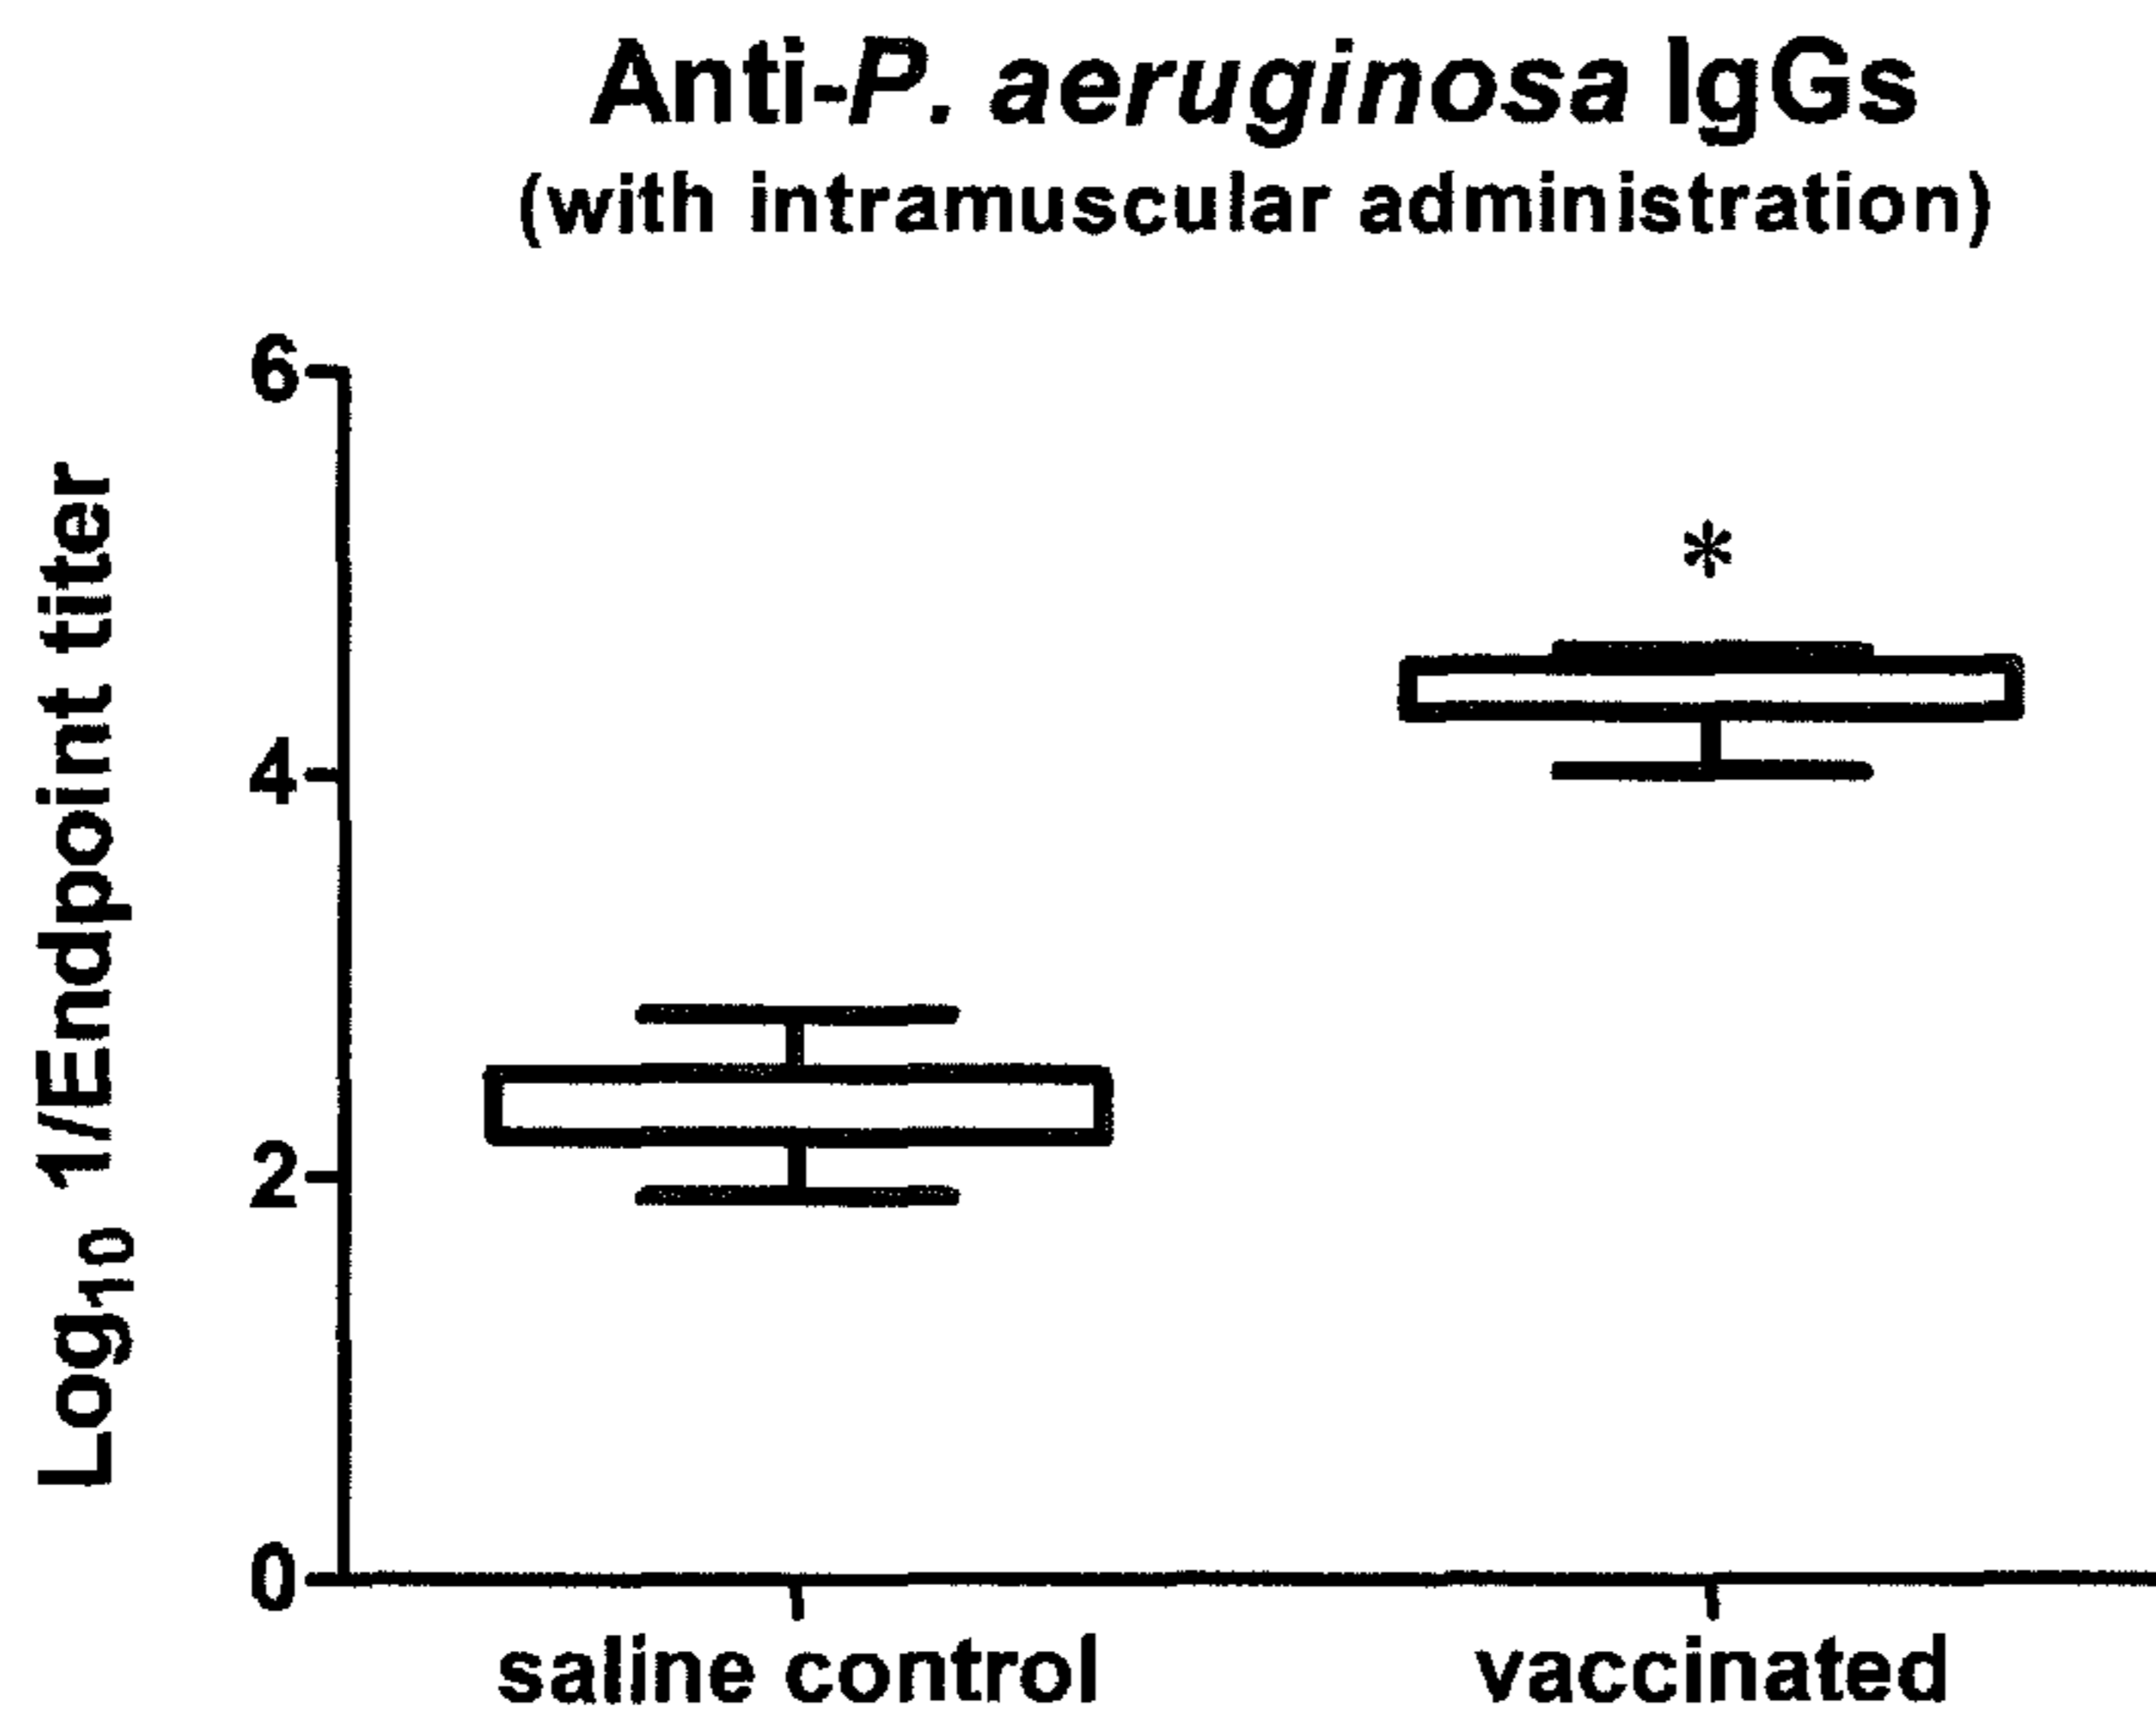 Anti-P. aeruginosa IgGs
(with intramuscular administration)
Log10 1/Endpoint titer
6
*
4
2
0
saline control
vaccinated